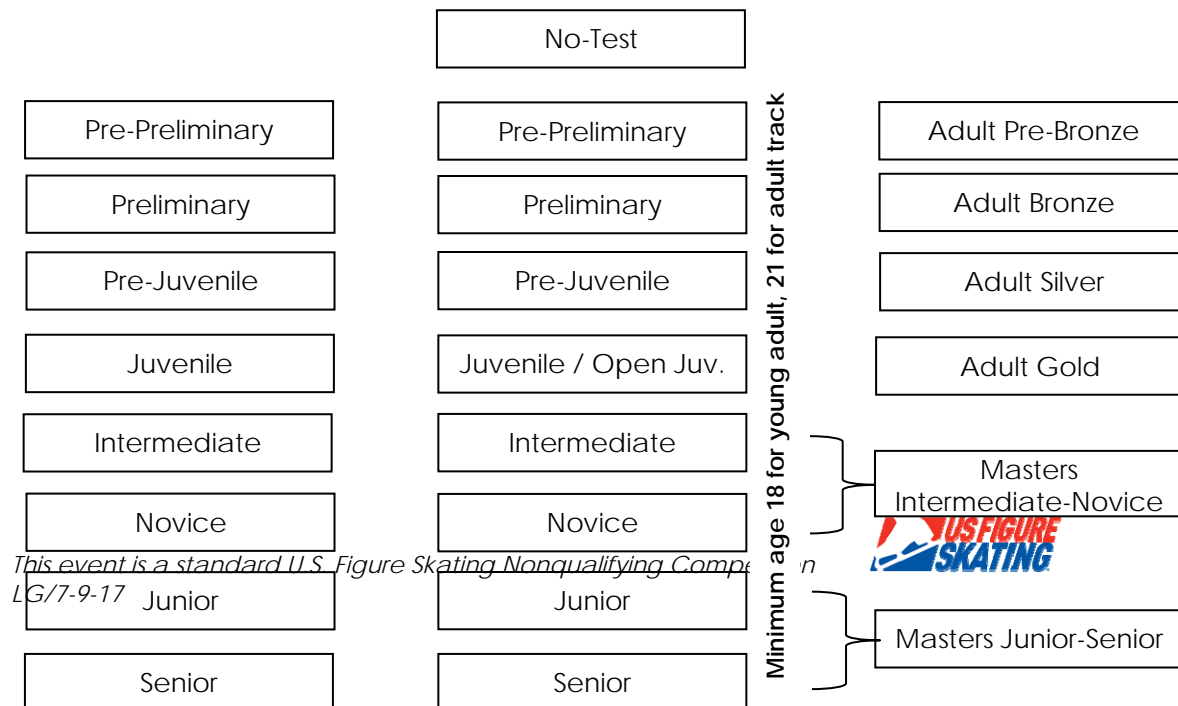 No-Test
Pre-Preliminary
Pre-Preliminary
Adult Pre-Bronze
Preliminary
Preliminary
Adult Bronze
Pre-Juvenile
Pre-Juvenile
Adult Silver
Juvenile
Juvenile / Open Juv.
Adult Gold
Intermediate
Intermediate
Masters
Intermediate-Novice
Novice
Novice
Minimum age 18 for young adult, 21 for adult track
US FIGURE
SKATING
This event is a standard U.S. Figure Skating Nonqualifying
LG/7-9-17
Junior
Junior
Masters Junior-Senior
Senior
Senior